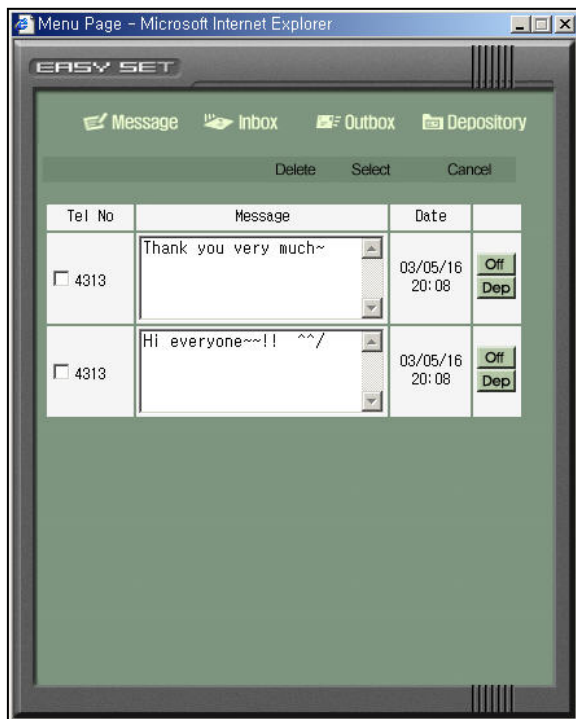 Menu Page - Microsoft Internet Explorer
EASY SET
Message Inbox Outbox Depository
Delete Select Cancel
Tel No Message Date
4313 Thank you very much~ 03/05/16 20:08 Off Dep
4313 Hi everyone~~!! ^^/ 03/05/16 20:08 Off Dep